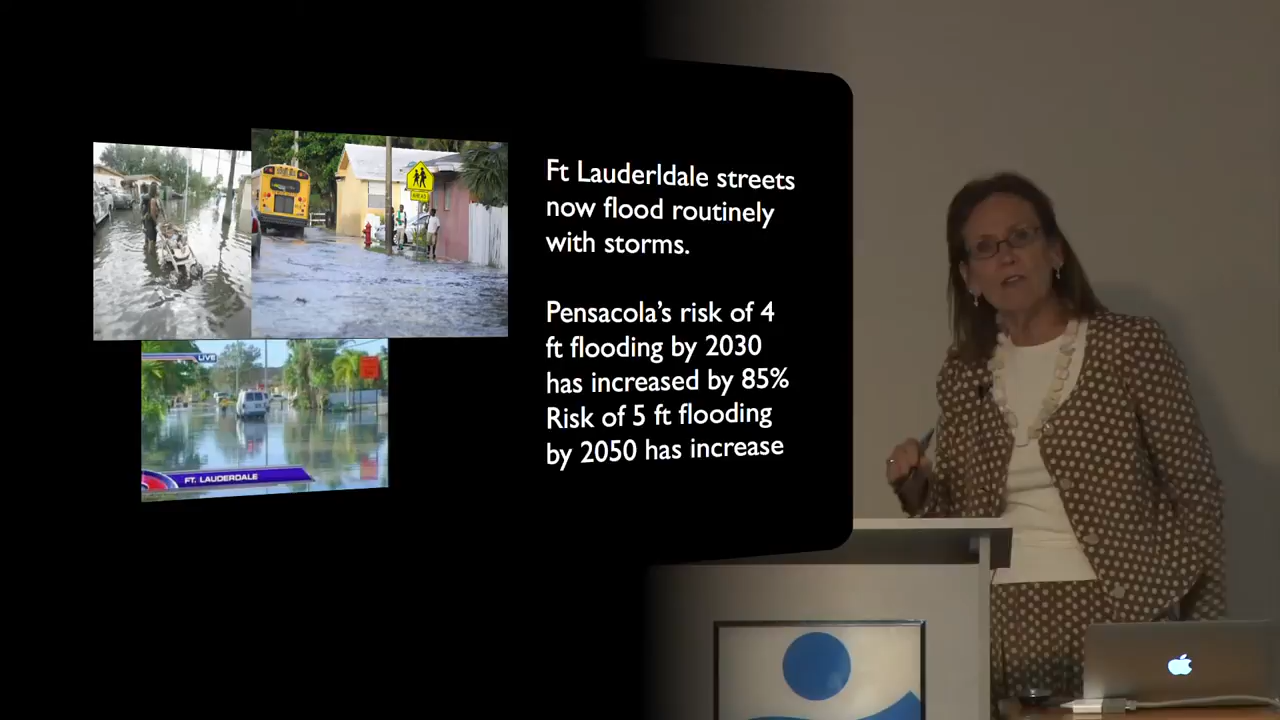 Ft Lauderldale streets
now flood routinely
with storms.
Pensacola's risk of 4
ft flooding by 2030
has increased by 85%
Risk of 5 ft flooding
by 2050 has increase
AHEAD
LIVE
FT. LAUDERDALE